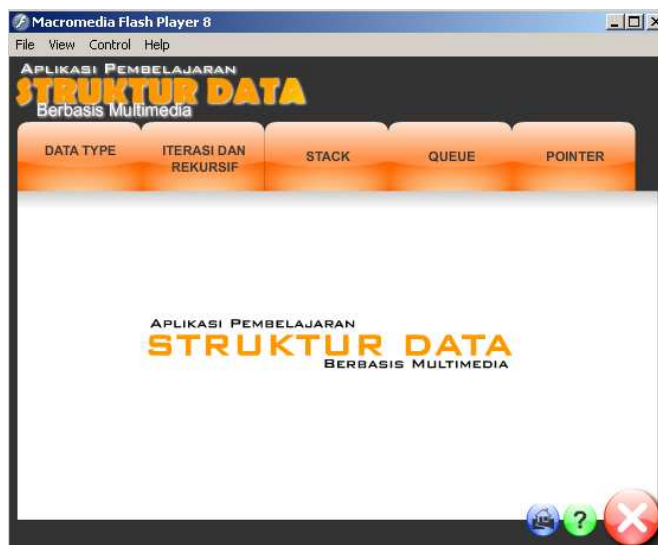 Macromedia Flash Player 8
File View Control Help
APLIKASI PEMBELAJARAN
STRUKTUR DATA
Berbasis Multimedia
DATA TYPE
ITERASI DAN
REKURSIF
STACK
QUEUE
POINTER
APLIKASI PEMBELAJARAN
STRUKTUR DATA
BERBASIS MULTIMEDIA
?